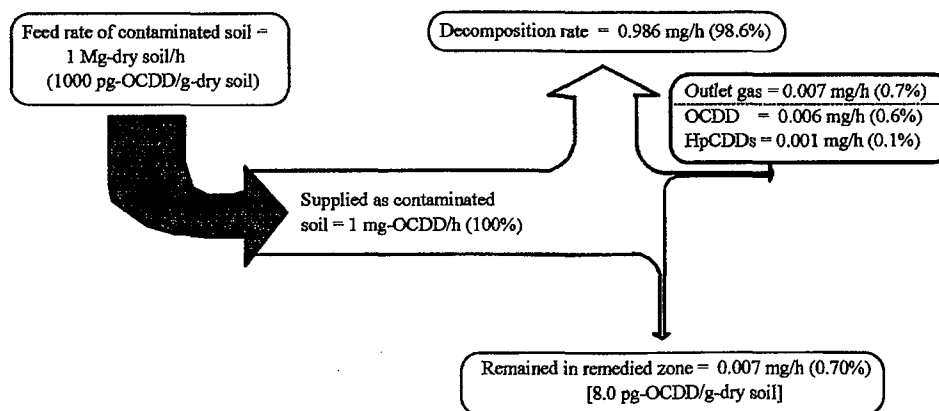 Feed rate of contaminated soil =
1 Mg-dry soil/h
(1000 pg-OCDD/g-dry soil)
Decomposition rate = 0.986 mg/h (98.6%)
Outlet gas = 0.007 mg/h (0.7%)
OCDD = 0.006 mg/h (0.6%)
HpCDDs = 0.001 mg/h (0.1%)
Supplied as contaminated
soil = 1 mg-OCDD/h (100%)
Remained in remedied zone = 0.007 mg/h (0.70%)
[8.0 pg-OCDD/g-dry soil]